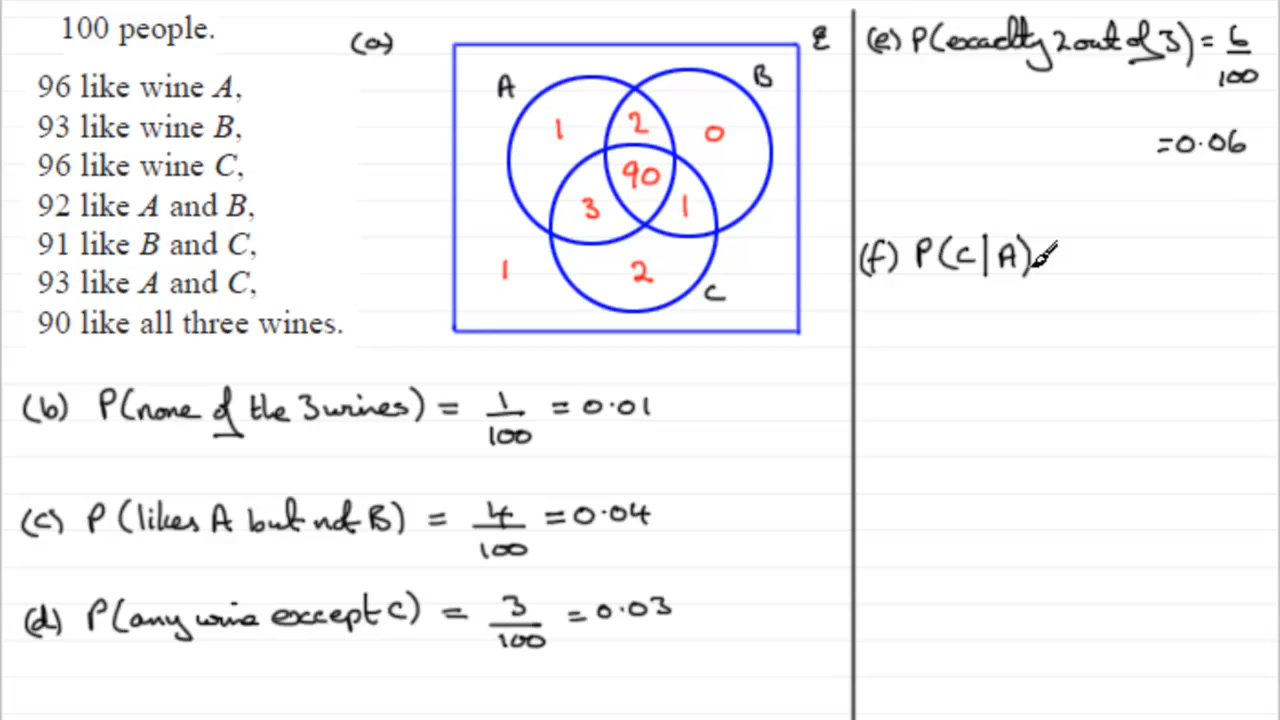 100 people.
96 like wine A,
93 like wine B,
96 like wine C,
92 like A and B,
91 like B and C,
93 like A and C,
90 like all three wines.
(a)
ℰ
A
B
1
2
0
90
3
1
1
2
C
(b) P(none of the 3 wines) = 1/100 = 0.01
(c) P(likes A but not B) = 4/100 = 0.04
(d) P(any wine except C) = 3/100 = 0.03
(e) P(exactly 2 out of 3) = 6/100
= 0.06
(f) P(C|A)